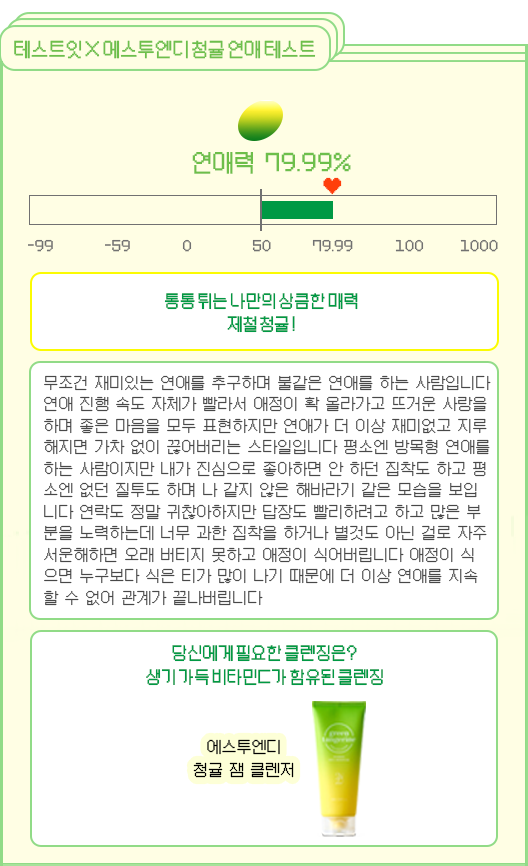 테스트잇X에스투엔디 청귤 연애 테스트
연애력 79.99%
-99 -59 0 50 79.99 100 1000
통통 튀는 나만의 상큼한 매력
제철 청귤!
무조건 재미있는 연애를 추구하며 불같은 연애를 하는 사람입니다
연애 진행 속도 자체가 빨라서 애정이 확 올라가고 뜨거운 사랑을
하며 좋은 마음을 모두 표현하지만 연애가 더 이상 재미없고 지루
해지면 가차 없이 끊어버리는 스타일입니다 평소엔 방목형 연애를
하는 사람이지만 내가 진심으로 좋아하면 안 하던 집착도 하고 평
소엔 없던 질투도 하며 나 같지 않은 해바라기 같은 모습을 보입
니다 연락도 정말 귀찮아하지만 답장도 빨리하려고 하고 많은 부
분을 노력하는데 너무 과한 집착을 하거나 별것도 아닌 걸로 자주
서운해하면 오래 버티지 못하고 애정이 식어버립니다 애정이 식
으면 누구보다 식은 티가 많이 나기 때문에 더 이상 연애를 지속
할 수 없어 관계가 끝나버립니다
당신에게 필요한 클렌징은?
생기 가득 비타민C가 함유된 클렌징
green
tangerine
에스투엔디
청귤 잼 클렌저